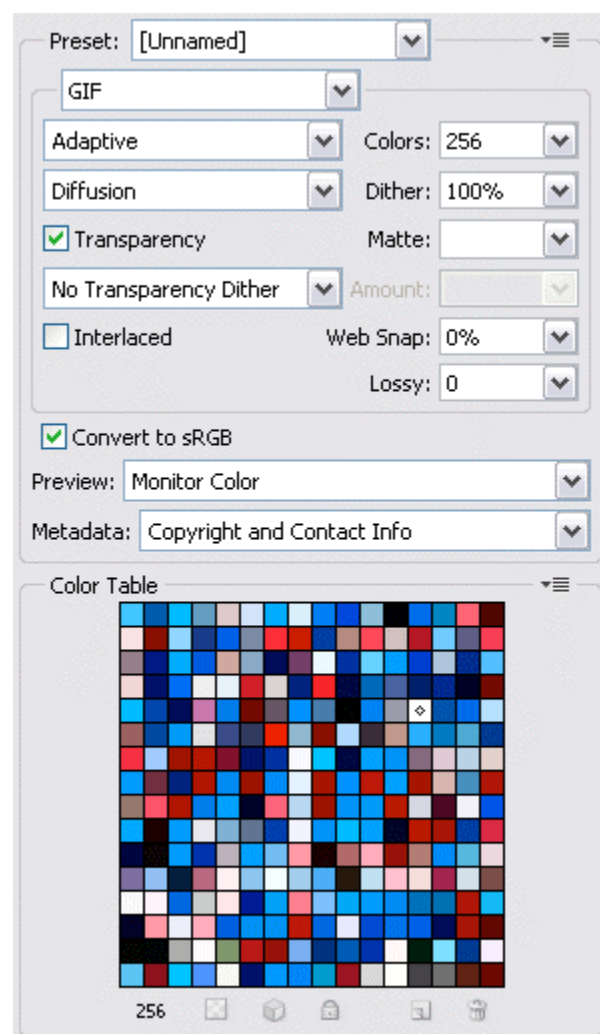 Preset: [Unnamed]
GIF
Adaptive Colors: 256
Diffusion Dither: 100%
Transparency Matte:
No Transparency Dither Amount:
Interlaced Web Snap: 0%
Lossy: 0
Convert to sRGB
Preview: Monitor Color
Metadata: Copyright and Contact Info
Color Table
256